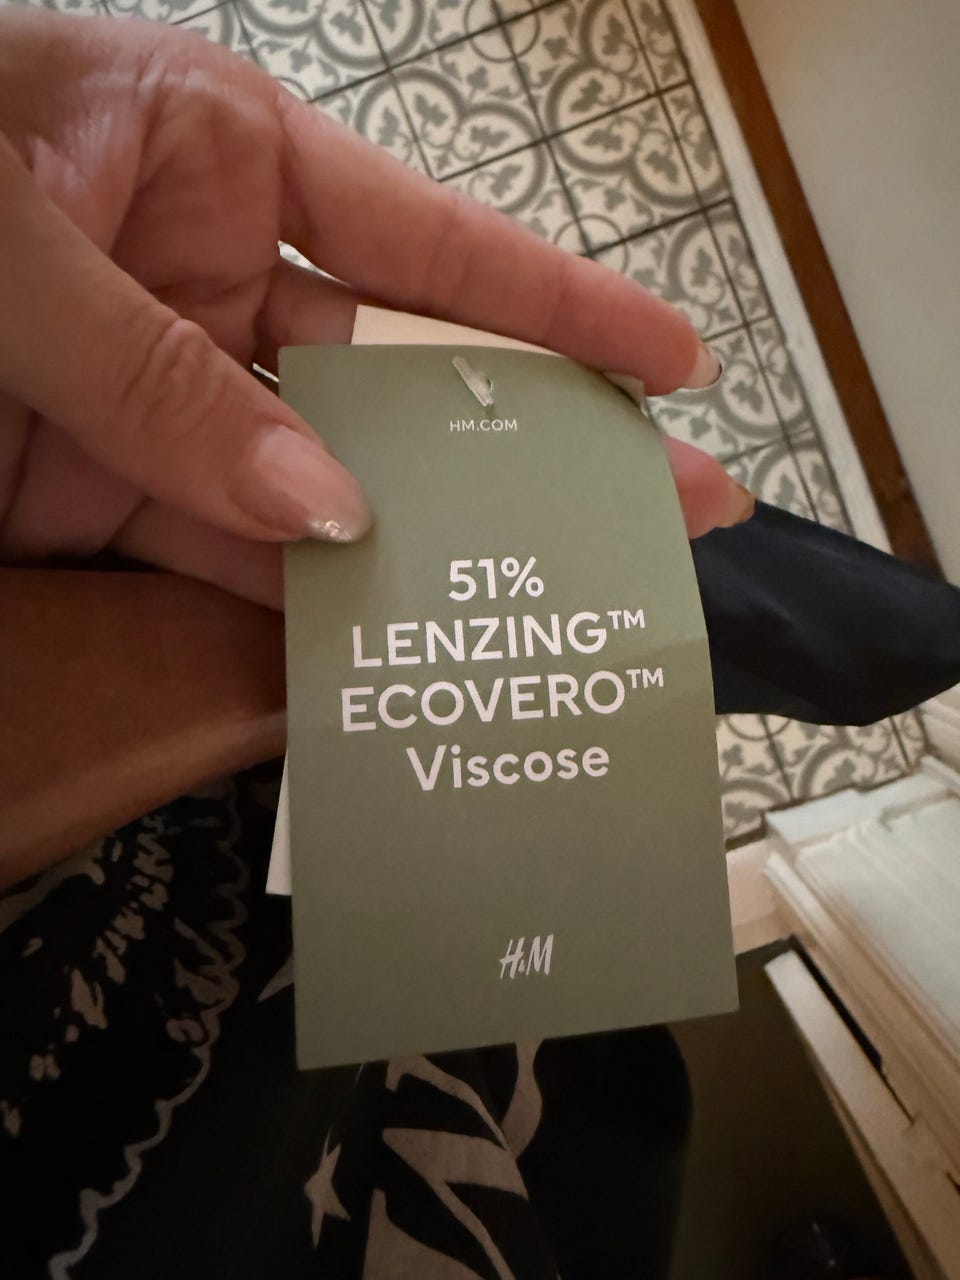 HM.COM
51%
LENZING™
ECOVERO™
Viscose
H&M